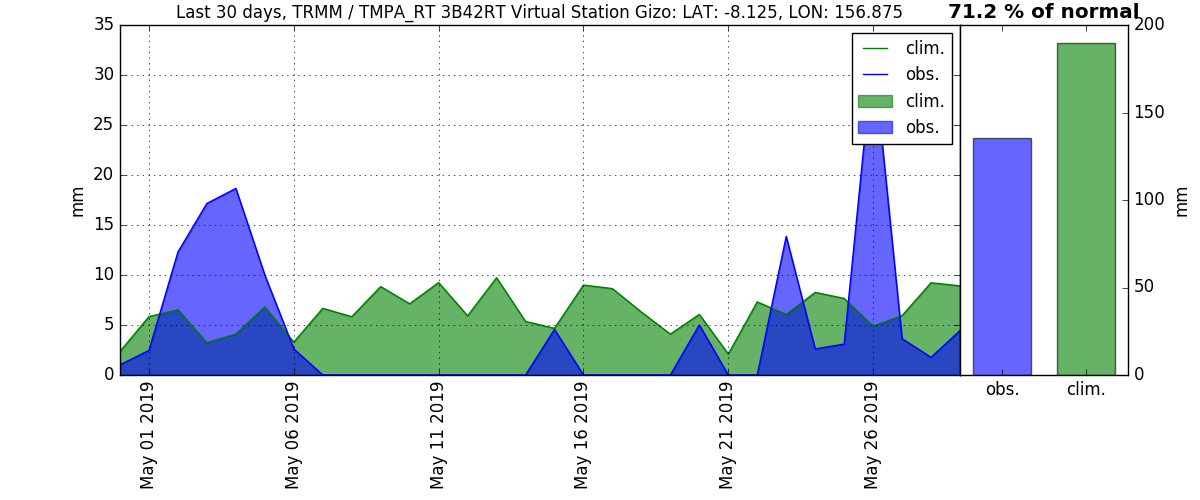 Last 30 days, TRMM / TMPA_RT 3B42RT Virtual Station Gizo: LAT: -8.125, LON: 156.875
71.2 % of normal
35
30
25
20
15
10
5
0
mm
clim.
obs.
clim.
obs.
May 01 2019
May 06 2019
May 11 2019
May 16 2019
May 21 2019
May 26 2019
200
150
100
50
0
mm
obs.
clim.